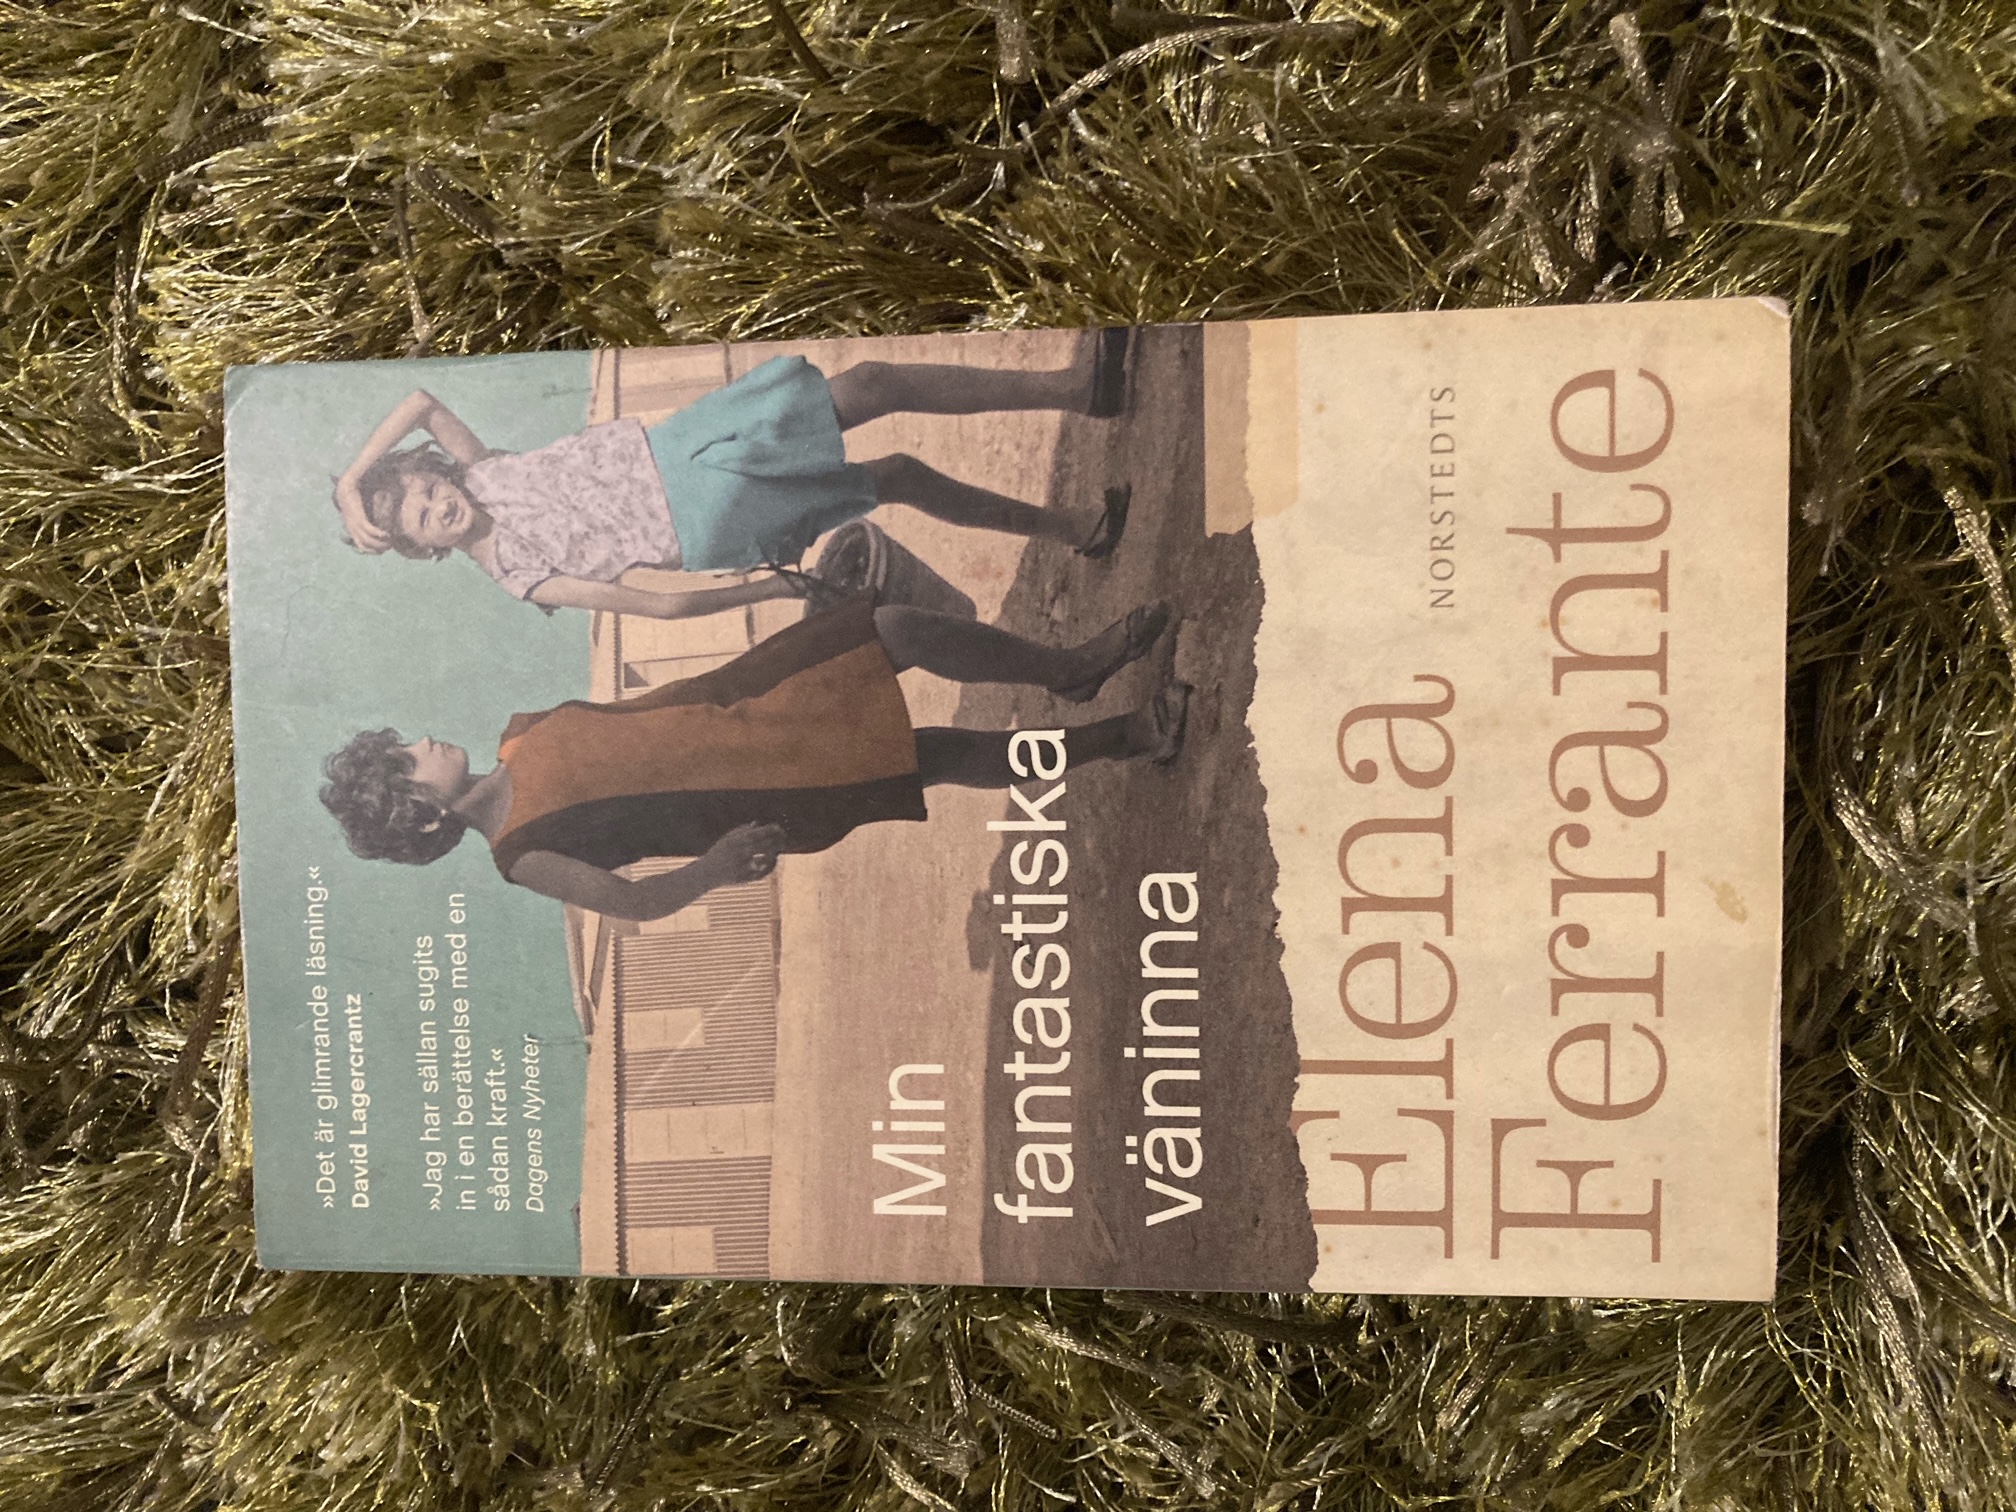 »Det är glimrande läsning.«
David Lagercrantz
»Jag har sällan sugits
in i en berättelse med en
sådan kraft.«
Dagens Nyheter
Min
fantastiska
väninna
Elena
NORSTEDTS
Ferrante